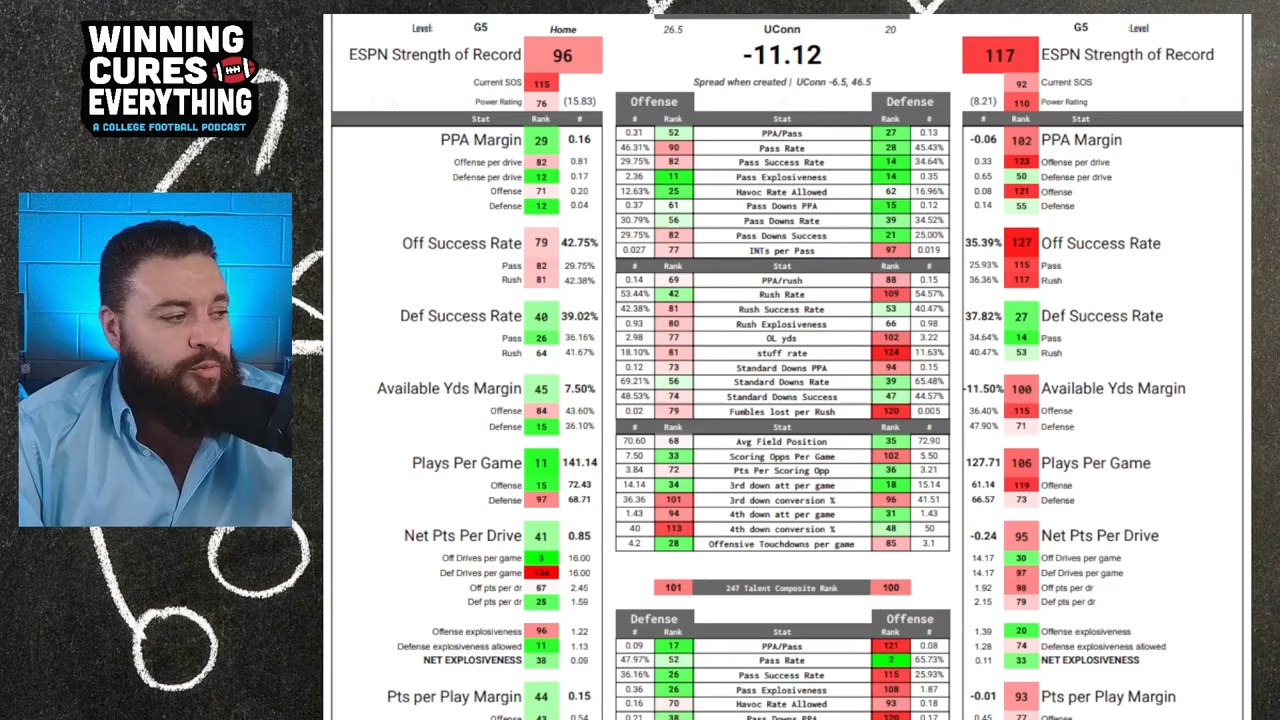 WINNING
CURES
EVERYTHING
A COLLEGE FOOTBALL PODCAST
Level: G5 Home 26.5 UConn 20 G5 :Level
ESPN Strength of Record 96 -11.12 117 ESPN Strength of Record
Current SOS 115 Spread when created | UConn -6.5, 46.5 92 Current SOS
Power Rating 76 (15.83) Offense Defense (8.21) 110 Power Rating
Stat Rank # # Rank Stat Rank # # Rank Stat
PPA Margin 29 0.16
Offense per drive 82 0.81
Defense per drive 12 0.17
Offense 71 0.20
Defense 12 0.04
Off Success Rate 79 42.75%
Pass 82 29.75%
Rush 81 42.38%
Def Success Rate 40 39.02%
Pass 26 36.16%
Rush 64 41.67%
Available Yds Margin 45 7.50%
Offense 84 43.60%
Defense 15 36.10%
Plays Per Game 11 141.14
Offense 15 72.43
Defense 97 68.71
Net Pts Per Drive 41 0.85
Off Drives per game 3 16.00
Def Drives per game 16.00
Off pts per dr 67 2.45
Def pts per dr 25 1.59
Offense explosiveness 96 1.22
Defense explosiveness allowed 11 1.13
NET EXPLOSIVENESS 38 0.09
Pts per Play Margin 44 0.15
0.31 52 PPA/Pass 27 0.13
46.31% 90 Pass Rate 28 45.43%
29.75% 82 Pass Success Rate 14 34.64%
2.36 11 Pass Explosiveness 14 0.35
12.63% 25 Havoc Rate Allowed 62 16.96%
0.37 61 Pass Downs PPA 15 0.12
30.79% 56 Pass Downs Rate 39 34.52%
29.75% 82 Pass Downs Success 21 25.00%
0.027 77 INTs per Pass 97 0.019
# Rank Stat Rank #
0.14 69 PPA/rush 88 0.15
53.44% 42 Rush Rate 109 54.57%
42.38% 81 Rush Success Rate 53 40.47%
0.93 80 Rush Explosiveness 66 0.98
2.98 77 OL yds 102 3.22
18.10% 81 stuff rate 124 11.63%
0.12 73 Standard Downs PPA 94 0.15
69.21% 56 Standard Downs Rate 39 65.48%
48.53% 74 Standard Downs Success 47 44.57%
0.02 79 Fumbles lost per Rush 120 0.005
# Rank Stat Rank #
70.60 68 Avg Field Position 35 72.90
7.50 33 Scoring Opps Per Game 102 5.50
3.84 72 Pts Per Scoring Opp 36 3.21
14.14 34 3rd down att per game 18 15.14
36.36 101 3rd down conversion % 96 41.51
1.43 94 4th down att per game 31 1.43
40 113 4th down conversion % 48 50
4.2 28 Offensive Touchdowns per game 85 3.1
101 247 Talent Composite Rank 100
Defense Offense
# Rank Stat Rank #
0.09 17 PPA/Pass 121 0.08
47.97% 52 Pass Rate 2 65.73%
36.16% 26 Pass Success Rate 115 25.93%
0.36 26 Pass Explosiveness 108 1.87
0.16 70 Havoc Rate Allowed 93 0.18
0.21 38 Pass Downs PPA 120 0.17
-0.06 102 PPA Margin
0.33 123 Offense per drive
0.65 50 Defense per drive
0.08 121 Offense
0.14 55 Defense
35.39% 127 Off Success Rate
25.93% 115 Pass
36.36% 117 Rush
37.82% 27 Def Success Rate
34.64% 14 Pass
40.47% 53 Rush
-11.50% 100 Available Yds Margin
36.40% 115 Offense
47.90% 71 Defense
127.71 106 Plays Per Game
61.14 119 Offense
66.57 73 Defense
-0.24 95 Net Pts Per Drive
14.17 30 Off Drives per game
14.17 97 Def Drives per game
1.92 98 Off pts per dr
2.15 79 Def pts per dr
1.39 20 Offense explosiveness
1.28 74 Defense explosiveness allowed
0.11 33 NET EXPLOSIVENESS
-0.01 93 Pts per Play Margin